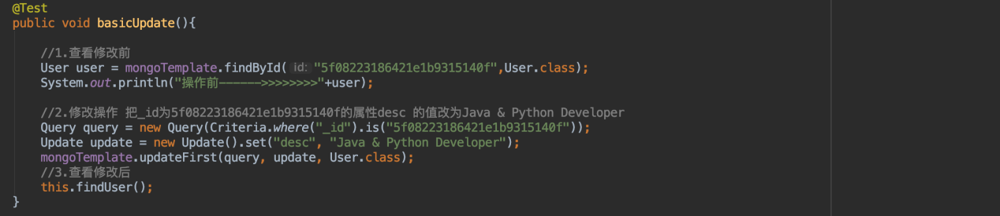 @Test
public void basicUpdate(){
//1.查看修改前
User user = mongoTemplate.findById( id: "5f08223186421e1b9315140f",User.class);
System.out.println("操作前------>>>>>>>>"+user);
//2.修改操作 把_id为5f08223186421e1b9315140f的属性desc 的值改为Java & Python Developer
Query query = new Query(Criteria.where("_id").is("5f08223186421e1b9315140f"));
Update update = new Update().set("desc", "Java & Python Developer");
mongoTemplate.updateFirst(query, update, User.class);
//3.查看修改后
this.findUser();
}